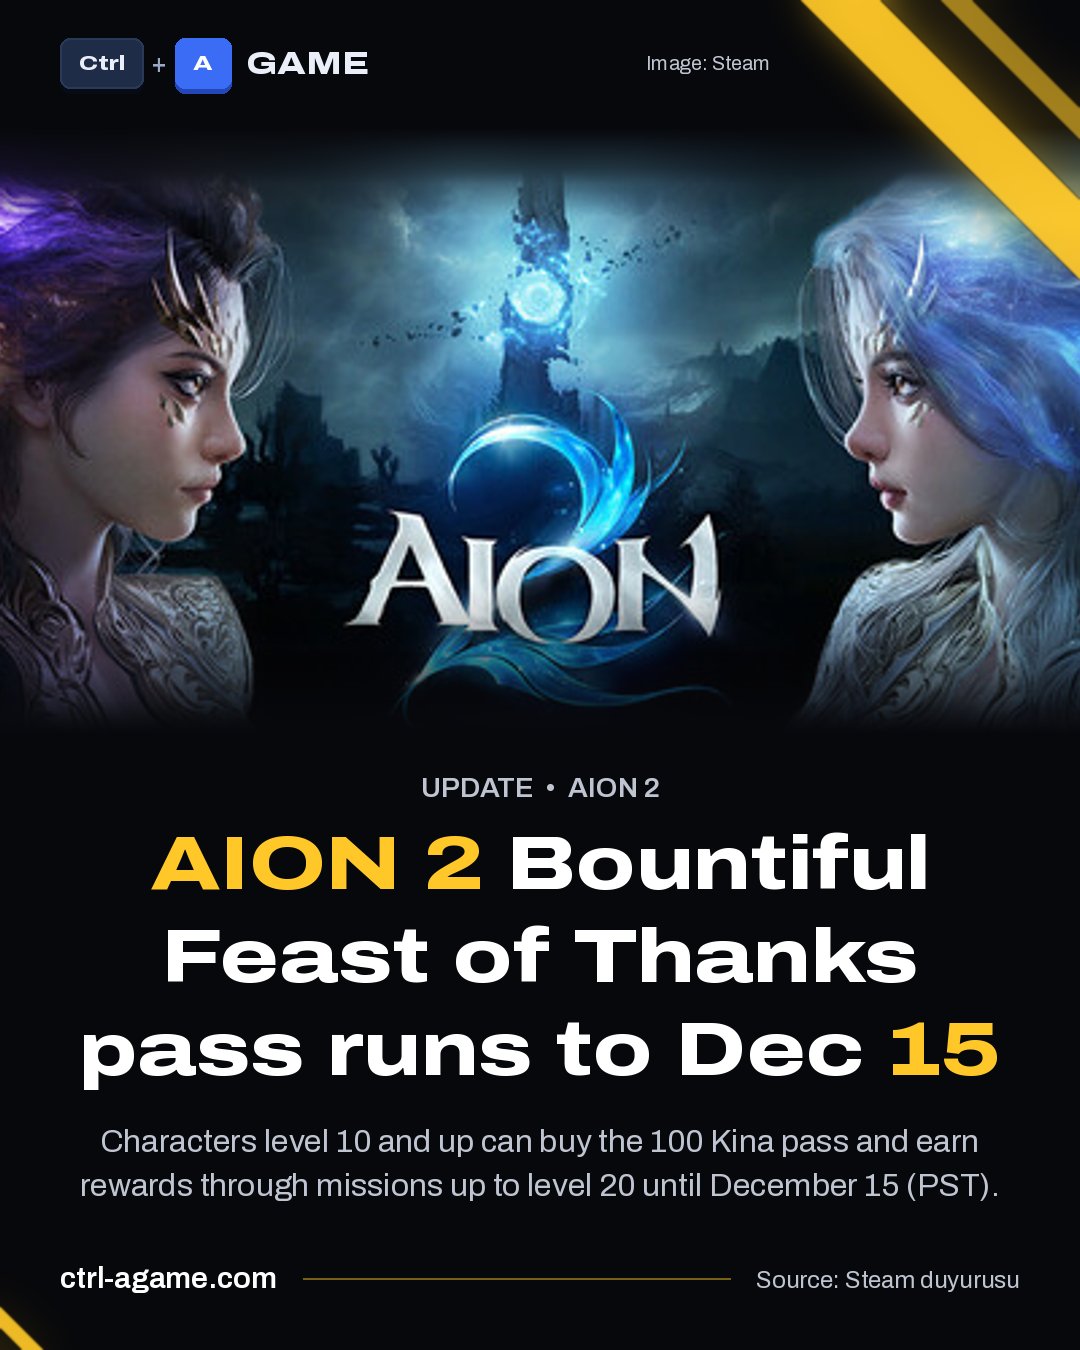 Ctrl + A GAME
Image: Steam
AION
2
UPDATE • AION 2
AION 2 Bountiful
Feast of Thanks
pass runs to Dec 15
Characters level 10 and up can buy the 100 Kina pass and earn
rewards through missions up to level 20 until December 15 (PST).
ctrl-agame.com
Source: Steam duyurusu